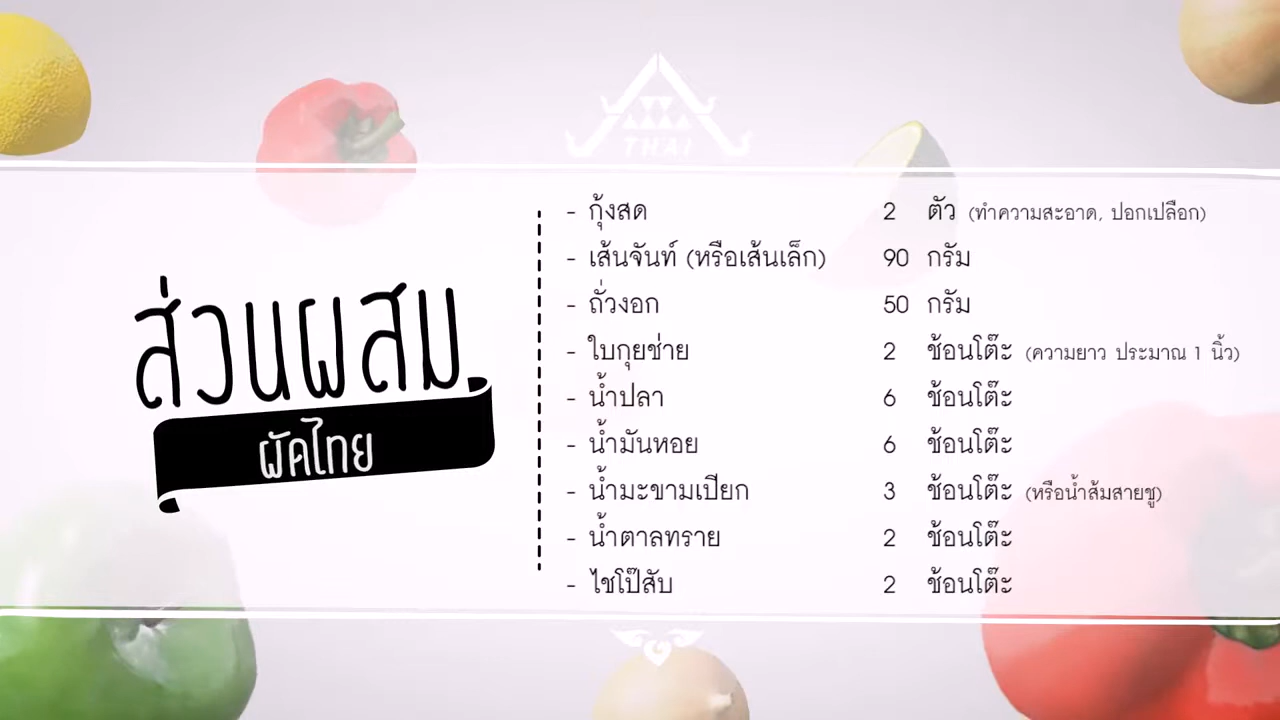 THAI
ส่วนผสม
ผัดไทย
- กุ้งสด 2 ตัว (ทำความสะอาด, ปอกเปลือก)
- เส้นจันท์ (หรือเส้นเล็ก) 90 กรัม
- ถั่วงอก 50 กรัม
- ใบกุยช่าย 2 ช้อนโต๊ะ (ความยาว ประมาณ 1 นิ้ว)
- น้ำปลา 6 ช้อนโต๊ะ
- น้ำมันหอย 6 ช้อนโต๊ะ
- น้ำมะขามเปียก 3 ช้อนโต๊ะ (หรือน้ำส้มสายชู)
- น้ำตาลทราย 2 ช้อนโต๊ะ
- ไชโป๊สับ 2 ช้อนโต๊ะ